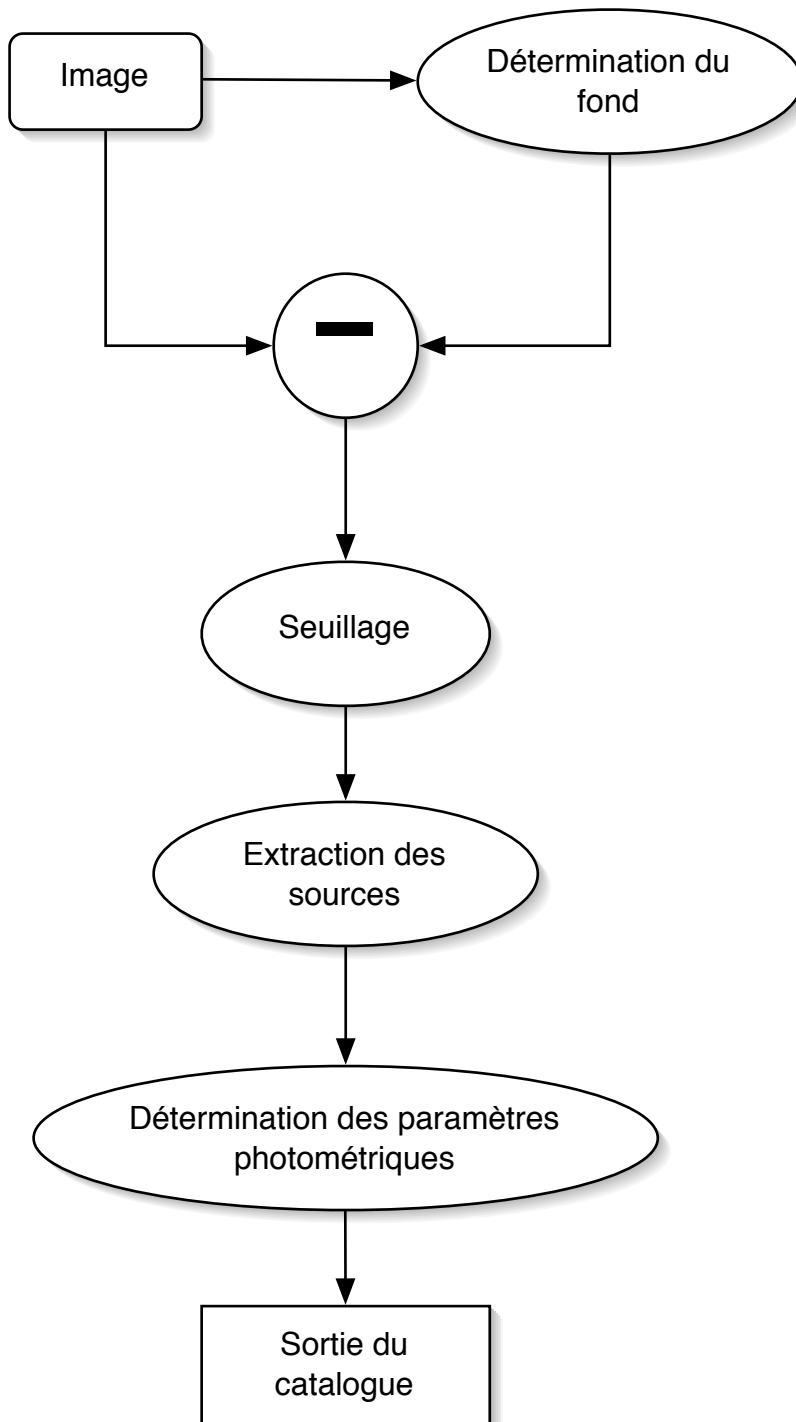 Image
Détermination du
fond
Seuillage
Extraction des
sources
Détermination des paramètres
photométriques
Sortie du
catalogue